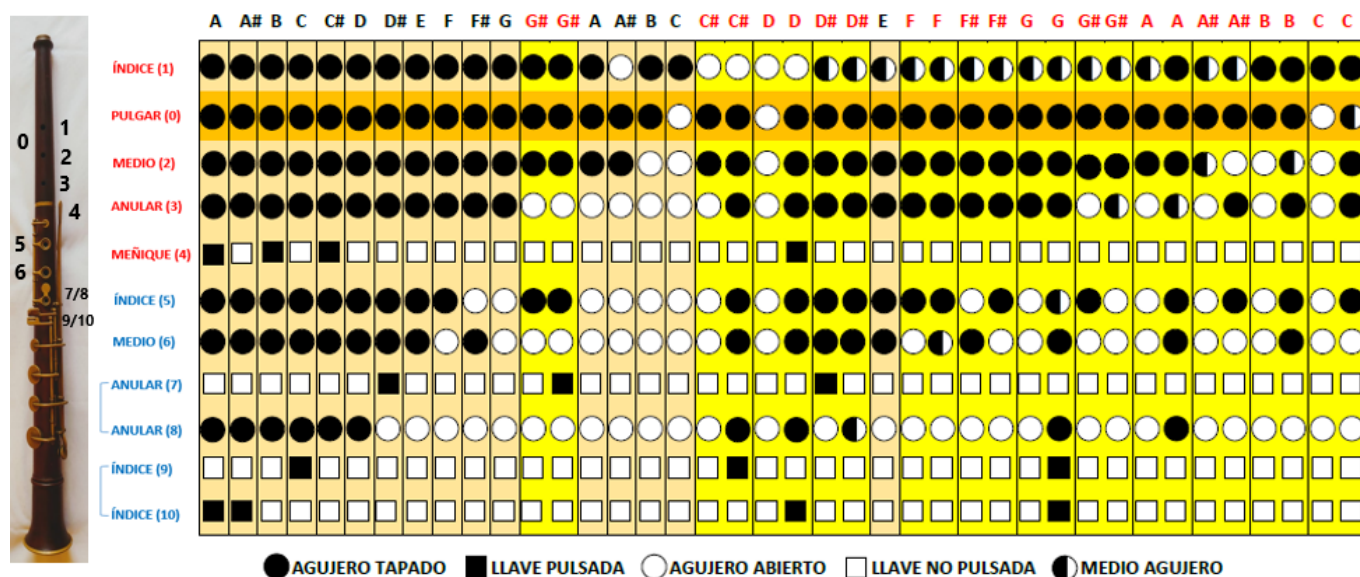 A A# B C C# D D# E F F# G G# G# A A# B C C# C# D D D# D# E F F F# F# G G G# G# A A A# A# B B C C
ÍNDICE (1)
PULGAR (0)
MEDIO (2)
ANULAR (3)
MEÑIQUE (4)
ÍNDICE (5)
MEDIO (6)
ANULAR (7)
ANULAR (8)
ÍNDICE (9)
ÍNDICE (10)
0
1
2
3
4
5
6
7/8
9/10
AGUJERO TAPADO LLAVE PULSADA AGUJERO ABIERTO LLAVE NO PULSADA MEDIO AGUJERO